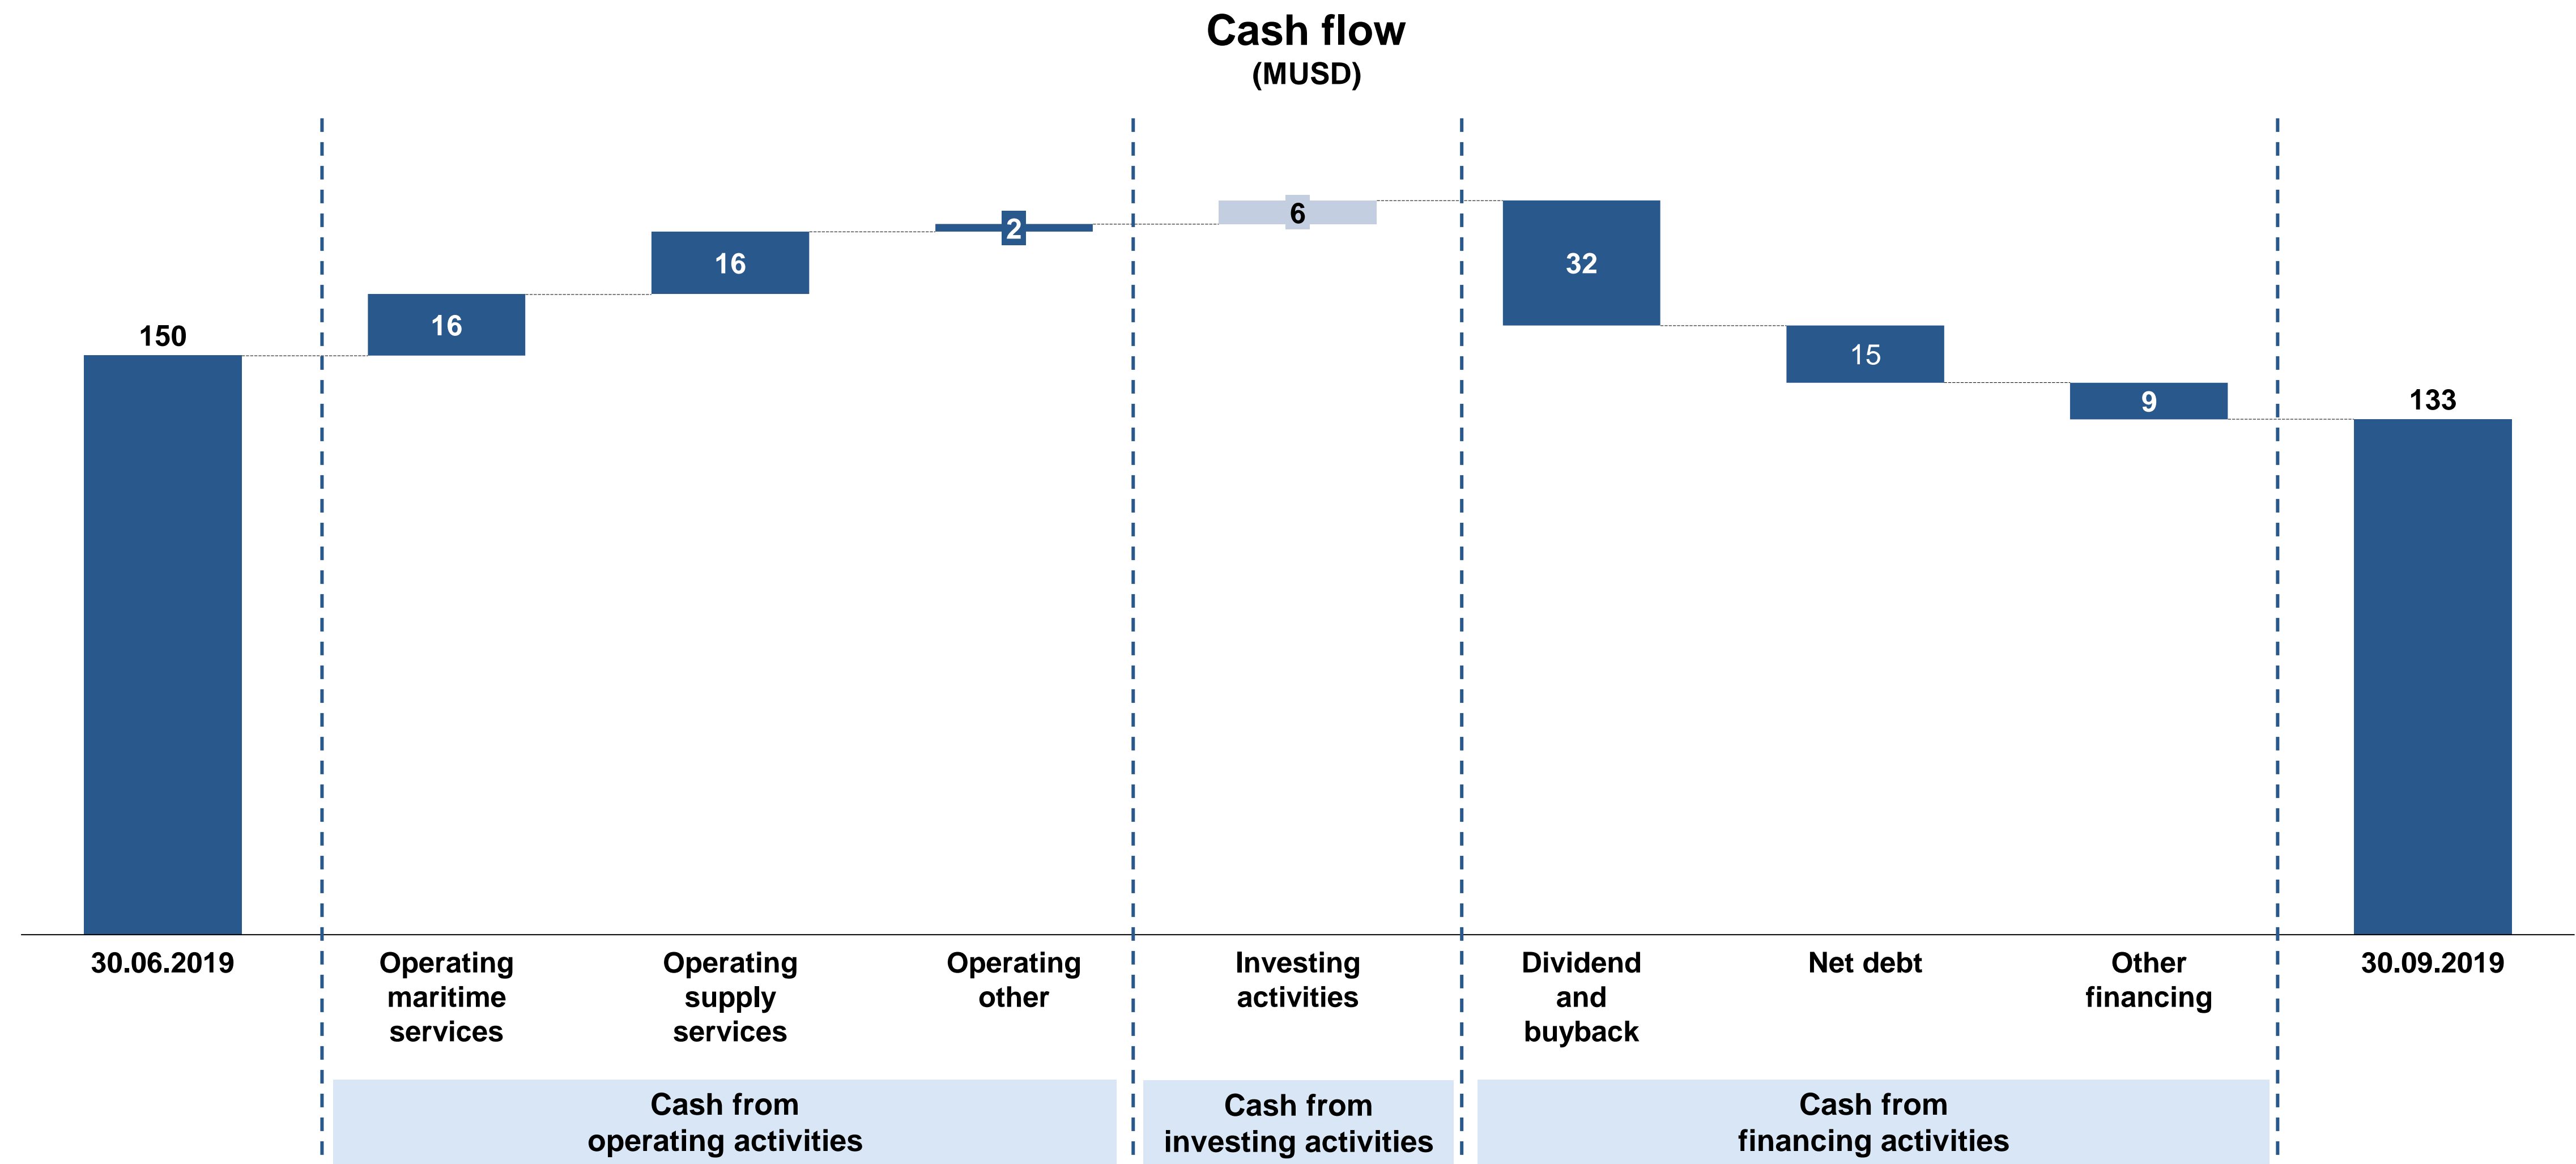 Cash flow
(MUSD)
150
16
16
2
6
32
15
9
133
30.06.2019
Operating
maritime
services
Operating
supply
services
Operating
other
Investing
activities
Dividend
and
buyback
Net debt
Other
financing
30.09.2019
Cash from
operating activities
Cash from
investing activities
Cash from
financing activities